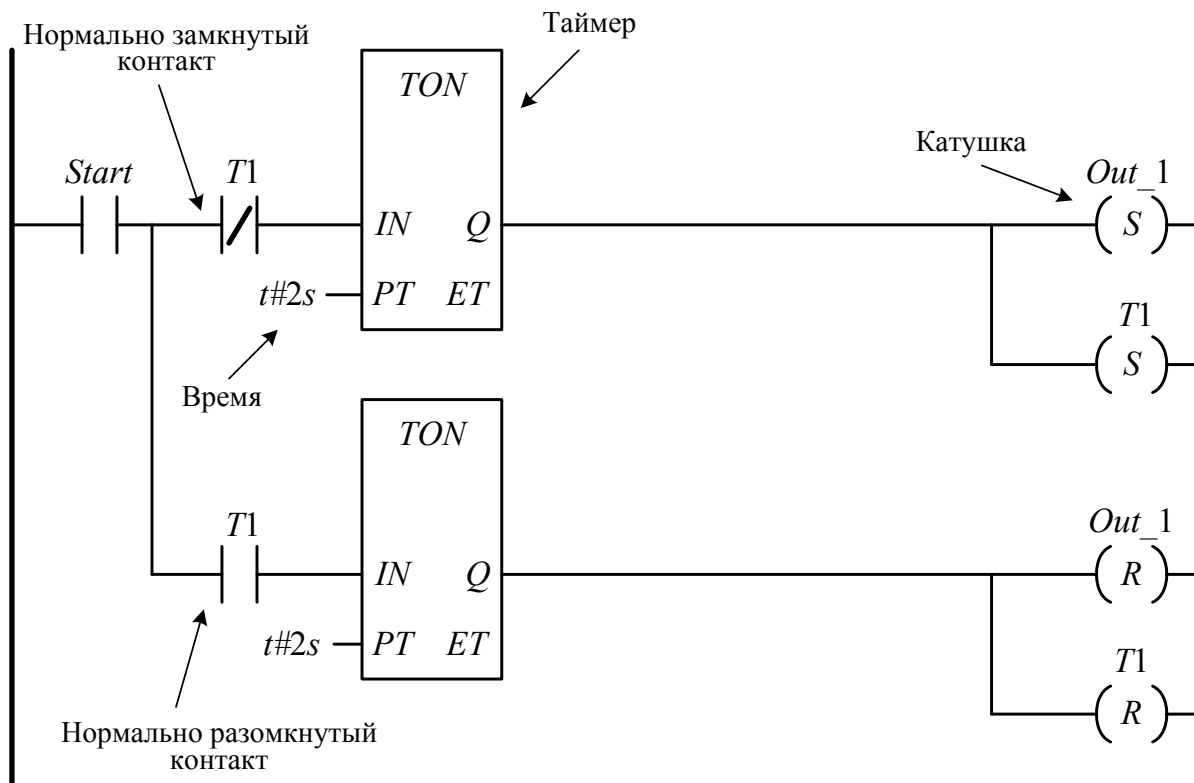 Нормально замкнутый
контакт
Таймер
TON
Катушка
Start
T1
Out_1
IN Q
S
t#2s
PT ET
T1
S
Время
TON
T1
Out_1
IN Q
R
t#2s
PT ET
T1
R
Нормально разомкнутый
контакт